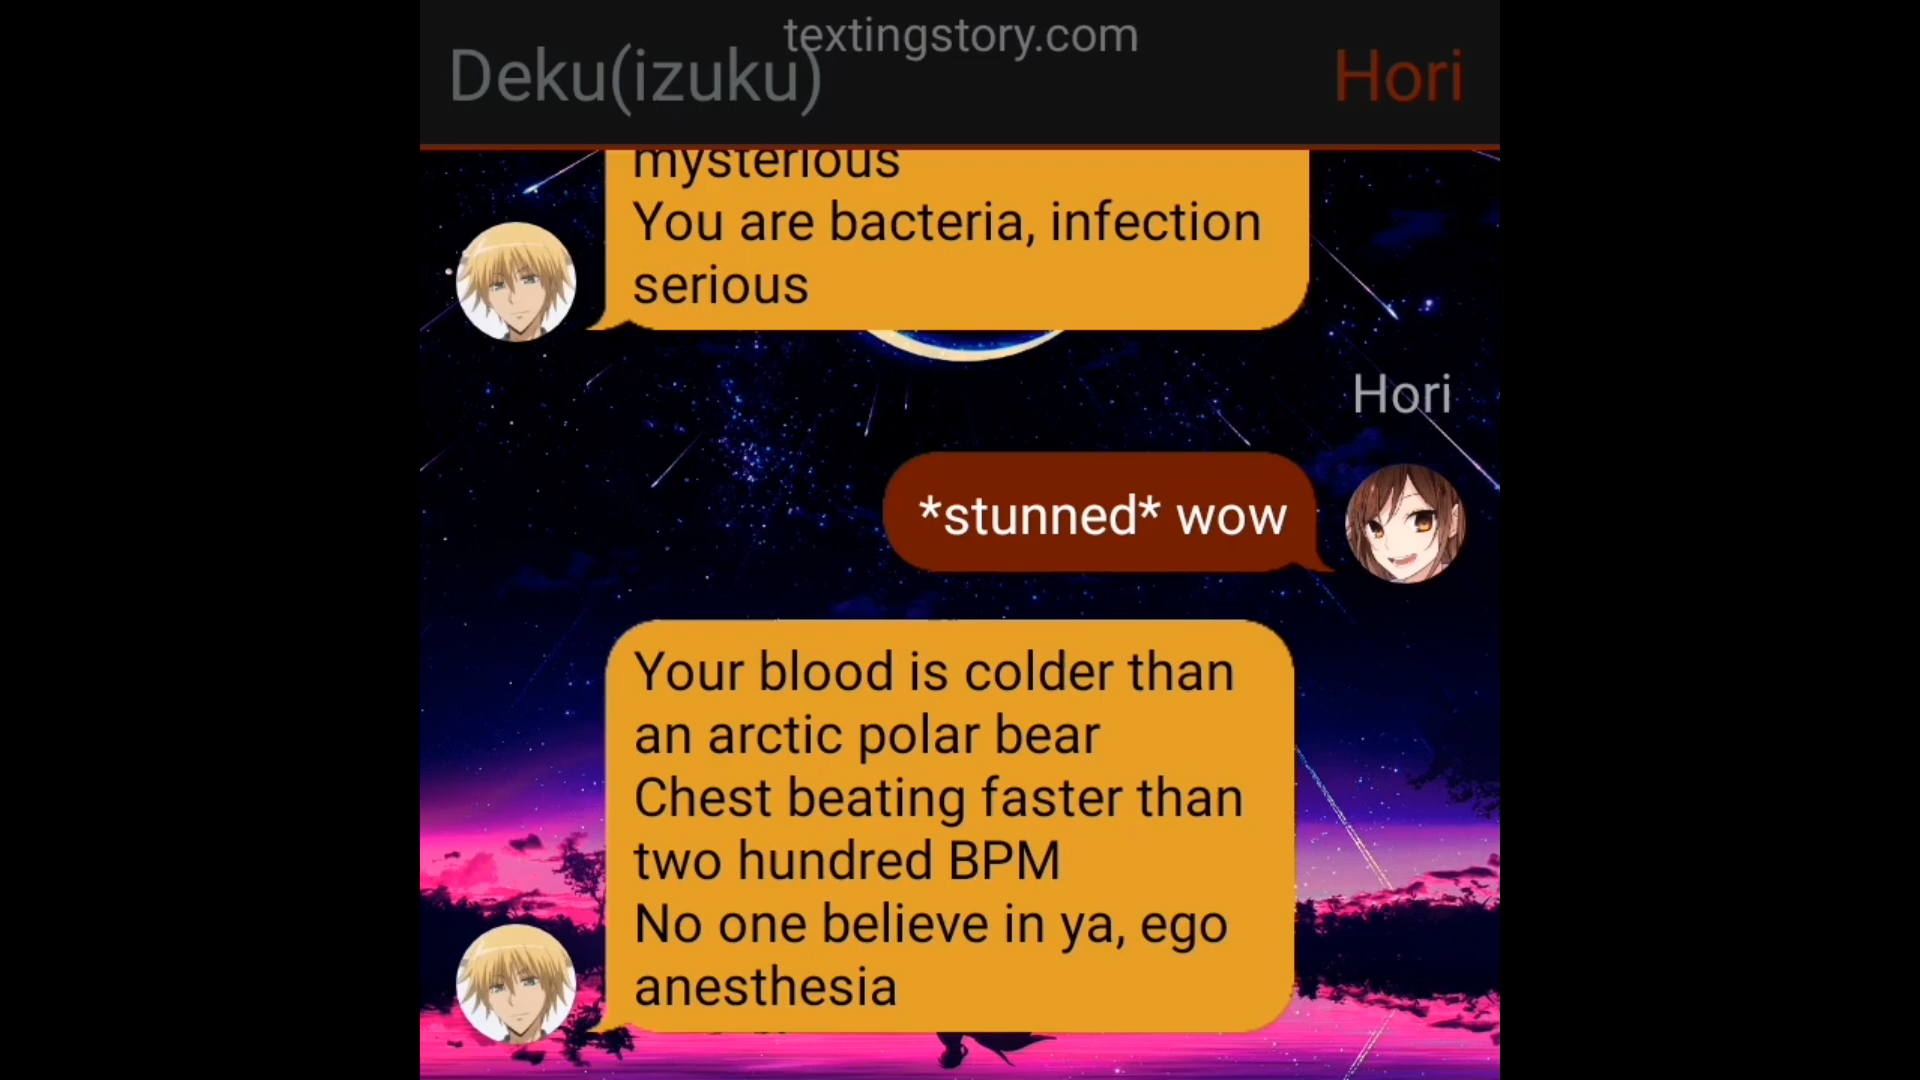 textingstory.com
Deku(izuku)
Hori
mysterious
You are bacteria, infection
serious
Hori
*stunned* wow
Your blood is colder than
an arctic polar bear
Chest beating faster than
two hundred BPM
No one believe in ya, ego
anesthesia